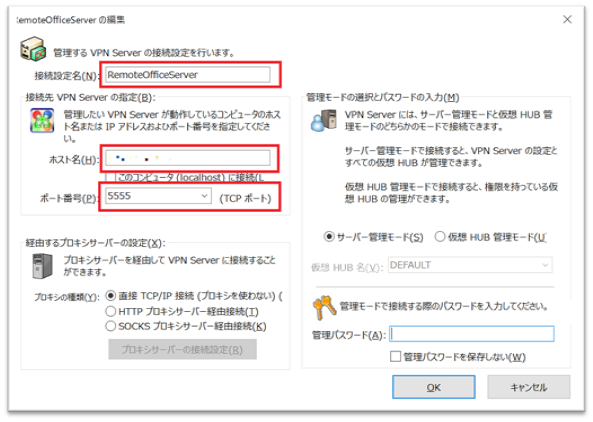 RemoteOfficeServer の編集
管理する VPN Server の接続設定を行います。
接続設定名(N):
RemoteOfficeServer
接続先 VPN Server の指定(B):
管理したい VPN Server が動作しているコンピュータのホス
ト名または IP アドレスおよびポート番号を指定してくださ
い。
ホスト名(H):
このコンピュータ (localhost) に接続(L
ポート番号(P):
5555
(TCP ポート)
経由するプロキシサーバーの設定(X):
プロキシサーバーを経由して VPN Server に接続すること
ができます。
プロキシの種類(Y):
直接 TCP/IP 接続 (プロキシを使わない) (
HTTP プロキシサーバー経由接続(T)
SOCKS プロキシサーバー経由接続(K)
プロキシサーバーの接続設定(R)
管理モードの選択とパスワードの入力(M)
VPN Server には、サーバー管理モードと仮想 HUB 管
理モードのどちらかのモードで接続できます。
サーバー管理モードで接続すると、VPN Server の設定と
すべての仮想 HUB が管理できます。
仮想 HUB 管理モードで接続すると、権限を持っている仮
想 HUB の管理ができます。
サーバー管理モード(S)
仮想 HUB 管理モード(U
仮想 HUB 名(V):
DEFAULT
管理モードで接続する際のパスワードを入力してください。
管理パスワード(A):
管理パスワードを保存しない(W)
OK
キャンセル